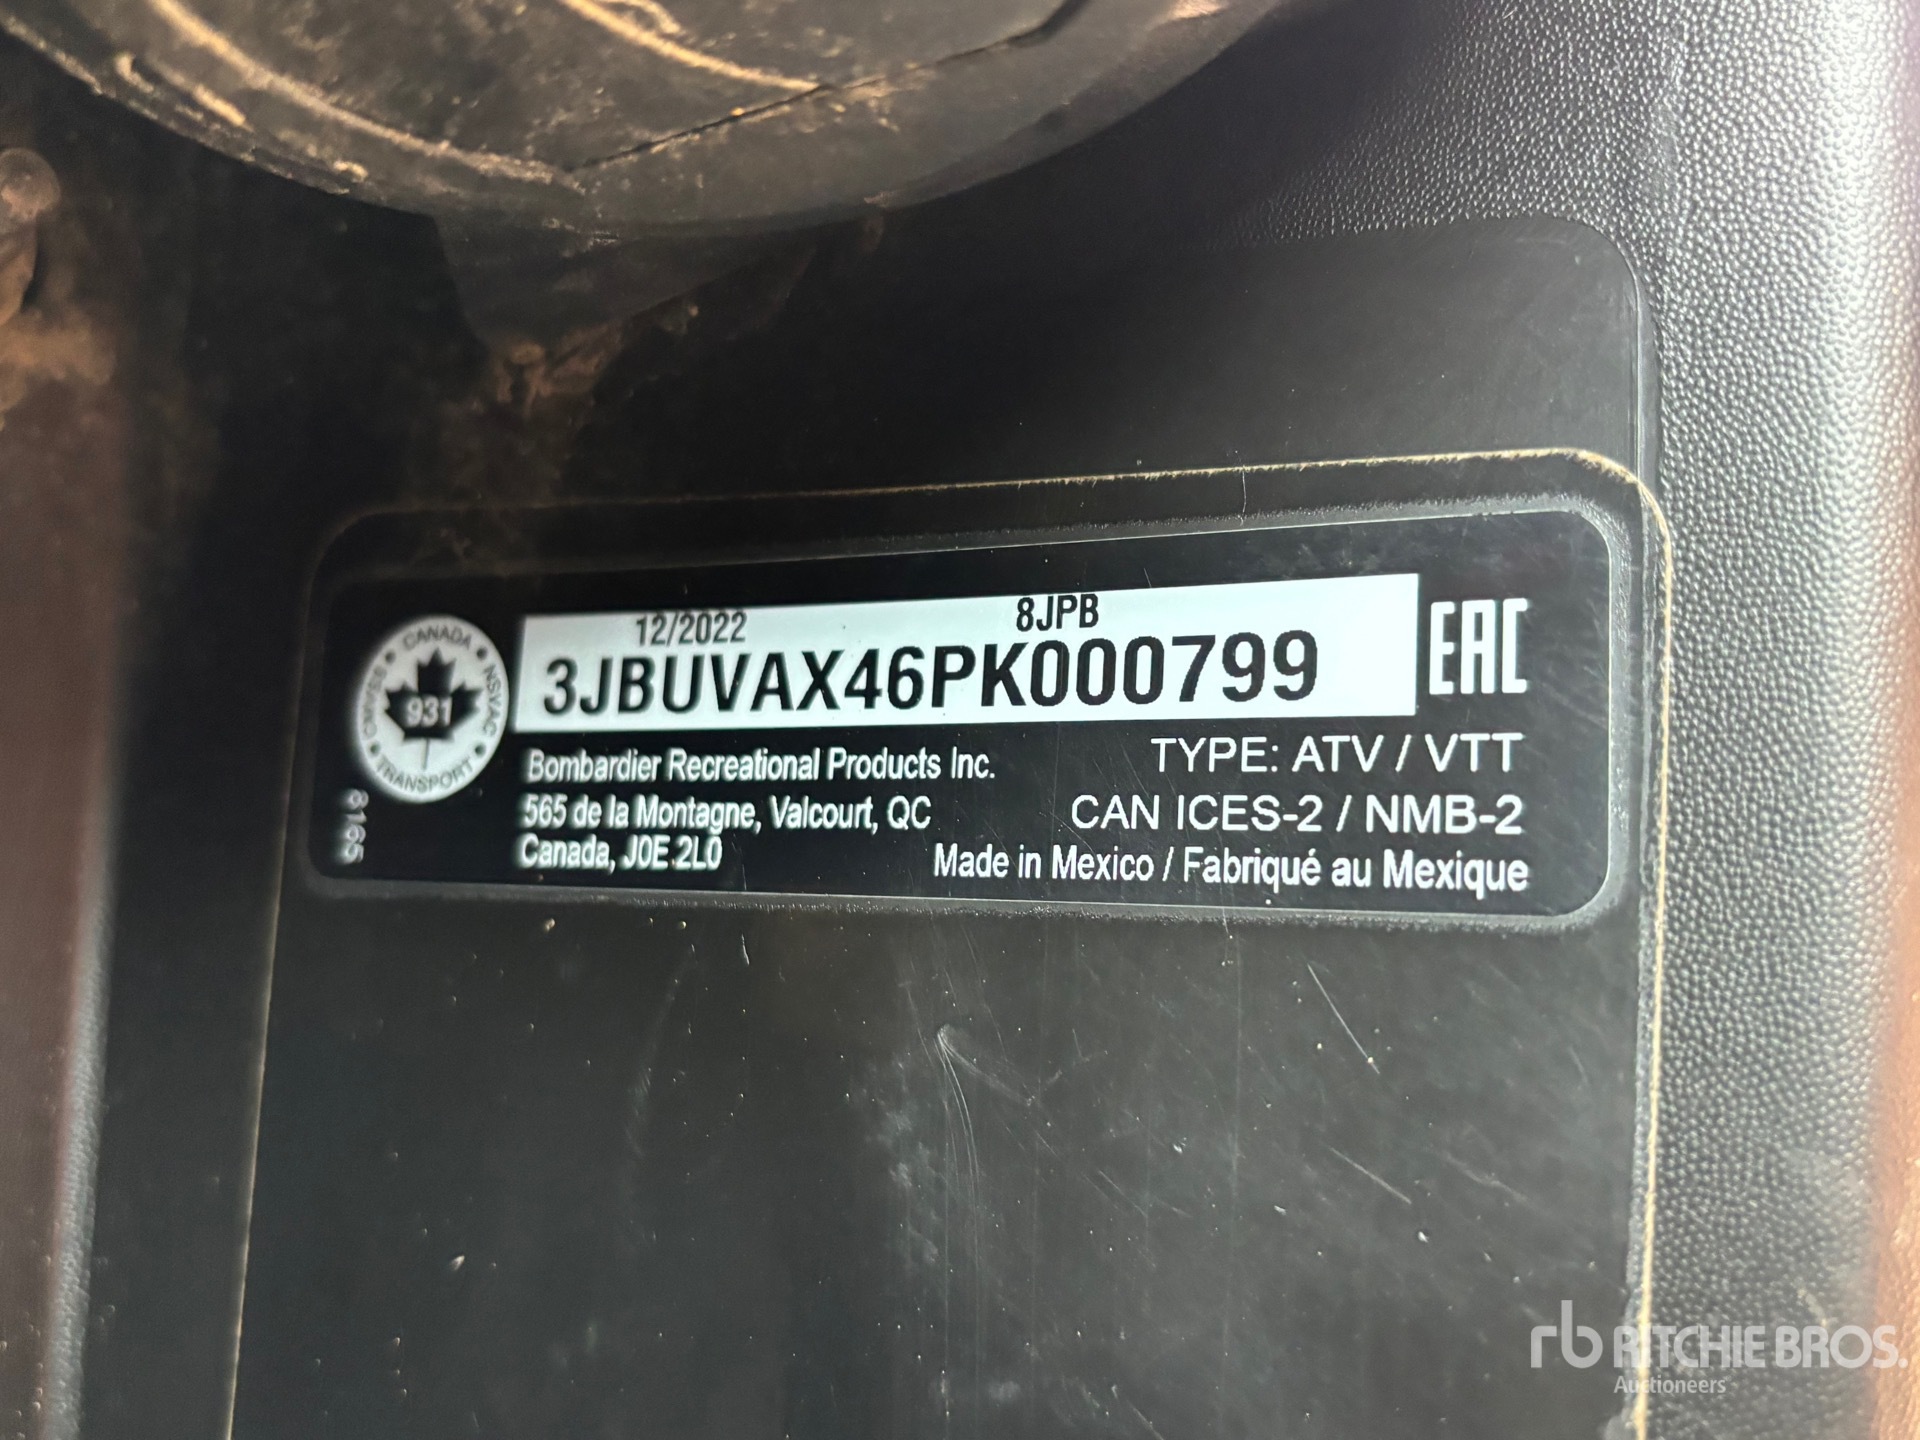 12/2022 8JPB
3JBUVAX46PK000799
EAC
CANADA • NSVAC • TRANSPORT • CANADA
931
8165
Bombardier Recreational Products Inc.
565 de la Montagne, Valcourt, QC
Canada, J0E 2L0
TYPE: ATV / VTT
CAN ICES-2 / NMB-2
Made in Mexico / Fabriqué au Mexique
rb RITCHIE BROS.
Auctioneers